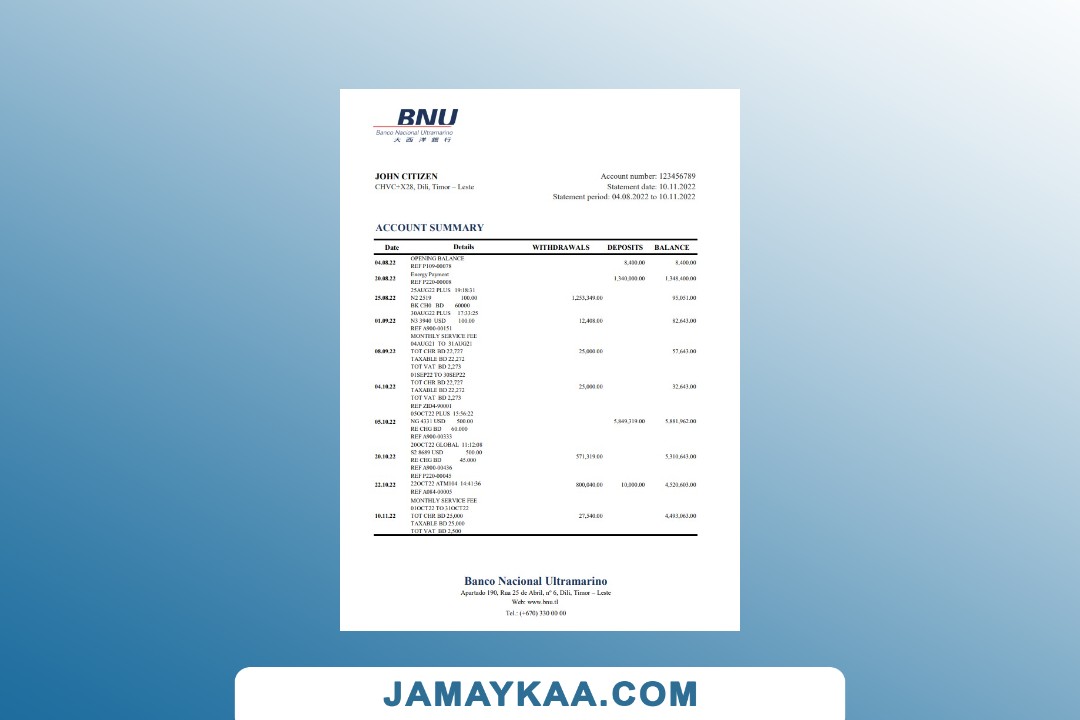 BNU
Banco Nacional Ultramarino
大西洋銀行
JOHN CITIZEN
CHVC+X28, Dili, Timor – Leste
Account number: 123456789
Statement date: 10.11.2022
Statement period: 04.08.2022 to 10.11.2022
ACCOUNT SUMMARY
Date Details WITHDRAWALS DEPOSITS BALANCE
OPENING BALANCE
04.08.22 8,400.00 8,400.00
REF P109-00078
Energy Payment
20.08.22 1,340,000.00 1,348,400.00
REF P220-00008
25AUG22 PLUS 19:18:31
25.08.22 N2 2519 100.00 1,253,349.00 95,051.00
BK CH0 BD 60000
30AUG22 PLUS 17:33:25
01.09.22 N3 3940 USD 100.00 12,408.00 82,643.00
REF A900-00151
MONTHLY SERVICE FEE
04AUG21 TO 31AUG21
08.09.22 TOT CHR BD 22,727 25,000.00 57,643.00
TAXABLE BD 22,272
TOT VAT BD 2,273
01SEP22 TO 30SEP22
04.10.22 TOT CHR BD 22,727 25,000.00 32,643.00
TAXABLE BD 22,272
TOT VAT BD 2,273
REF ZID4-90001
03OCT22 PLUS 15:56:22
05.10.22 NG 4331 USD 500.00 5,849,319.00 5,881,962.00
RE CHG BD 60.000
REF A900-00333
20OCT22 GLOBAL 11:12:08
20.10.22 S2 8689 USD 500.00 571,319.00 5,310,643.00
RE CHG BD 45.000
REF A900-00436
REF P220-00045
22.10.22 22OCT22 ATM104 14:41:56 800,040.00 10,000.00 4,520,603.00
REF A084-00005
MONTHLY SERVICE FEE
01OCT22 TO 31OCT22
10.11.22 TOT CHR BD 25,000 27,540.00 4,493,063.00
TAXABLE BD 25,000
TOT VAT BD 2,500
Banco Nacional Ultramarino
Apartado 190, Rua 25 de Abril, nº 6, Dili, Timor – Leste
Web: www.bnu.tl
Tel.: (+670) 330 00 00
JAMAYKAA.COM